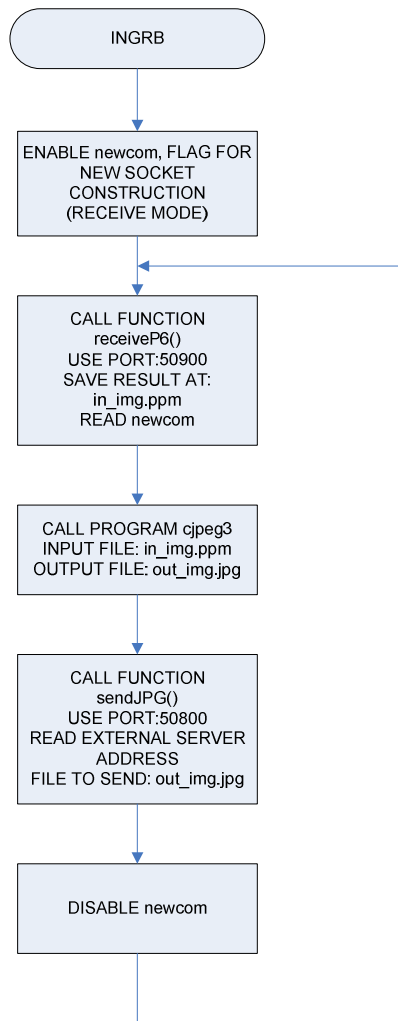 INGRB
ENABLE newcom, FLAG FOR
NEW SOCKET
CONSTRUCTION
(RECEIVE MODE)
CALL FUNCTION
receiveP6()
USE PORT:50900
SAVE RESULT AT:
in_img.ppm
READ newcom
CALL PROGRAM cjpeg3
INPUT FILE: in_img.ppm
OUTPUT FILE: out_img.jpg
CALL FUNCTION
sendJPG()
USE PORT:50800
READ EXTERNAL SERVER
ADDRESS
FILE TO SEND: out_img.jpg
DISABLE newcom